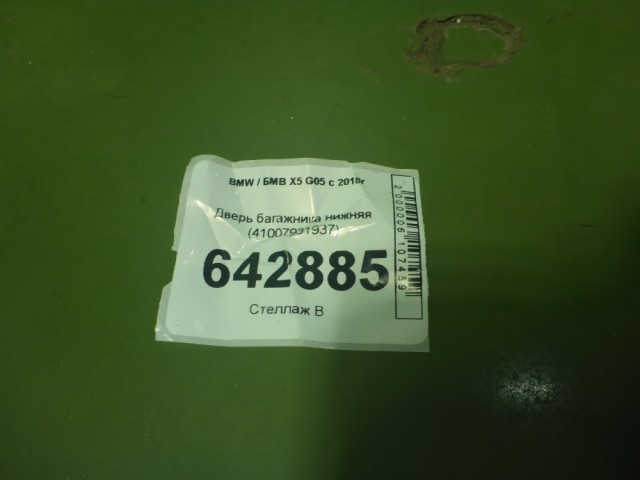 BMW / БМВ X5 G05 с 2018г
Дверь багажника нижняя
(41007931937)
642885
Стеллаж В
2000006107459